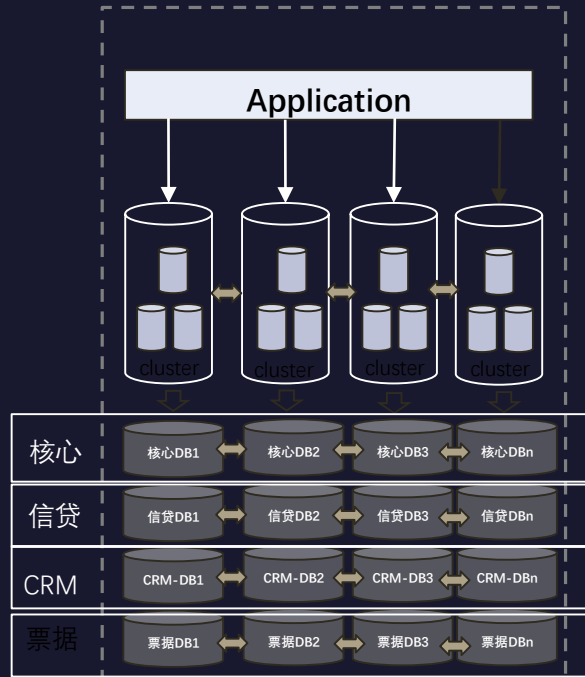 Application
cluster cluster cluster cluster
核心 核心DB1 核心DB2 核心DB3 核心DBn
信贷 信贷DB1 信贷DB2 信贷DB3 信贷DBn
CRM CRM-DB1 CRM-DB2 CRM-DB3 CRM-DBn
票据 票据DB1 票据DB2 票据DB3 票据DBn